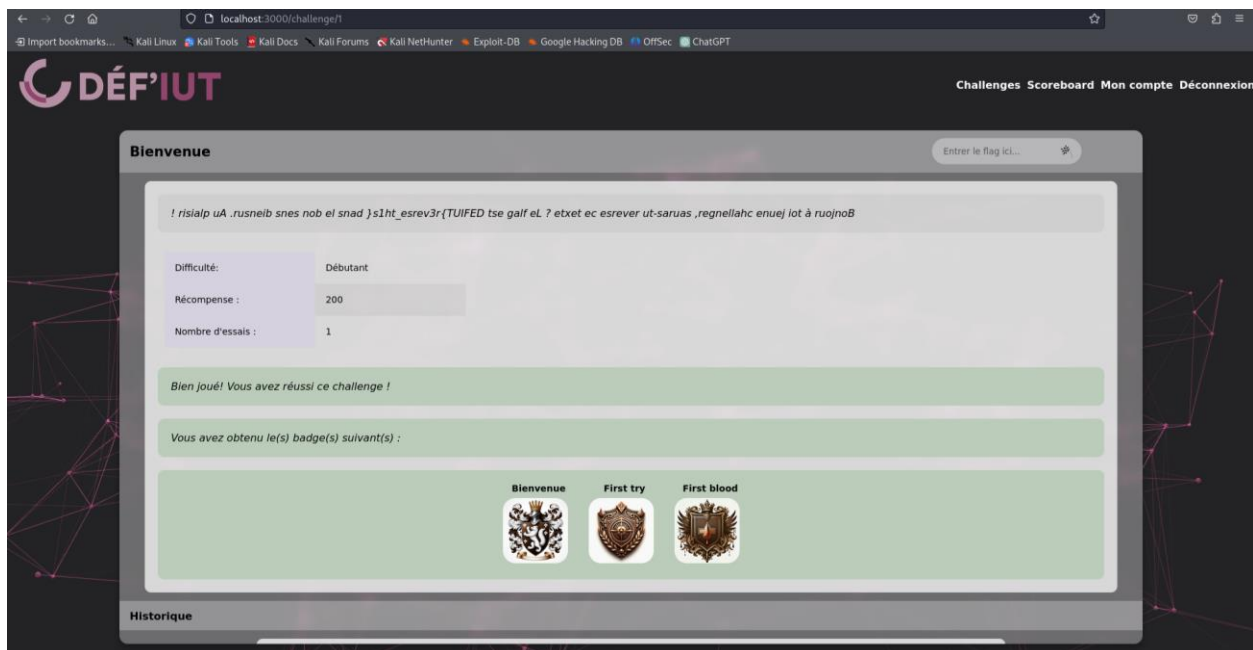 localhost:3000/challenge/1
Import bookmarks... Kali Linux Kali Tools Kali Docs Kali Forums Kali NetHunter Exploit-DB Google Hacking DB OffSec ChatGPT
DÉF'IUT
Challenges Scoreboard Mon compte Déconnexion
Bienvenue
Entrer le flag ici...
! risialp uA .rusneib snes nob el snad }s1ht_esrev3r{TUIFED tse galf eL ? etxet ec esrever ut-saruas ,regnellahc enuej iot à ruojnoB
Difficulté: Débutant
Récompense : 200
Nombre d'essais : 1
Bien joué! Vous avez réussi ce challenge !
Vous avez obtenu le(s) badge(s) suivant(s) :
Bienvenue First try First blood
Historique